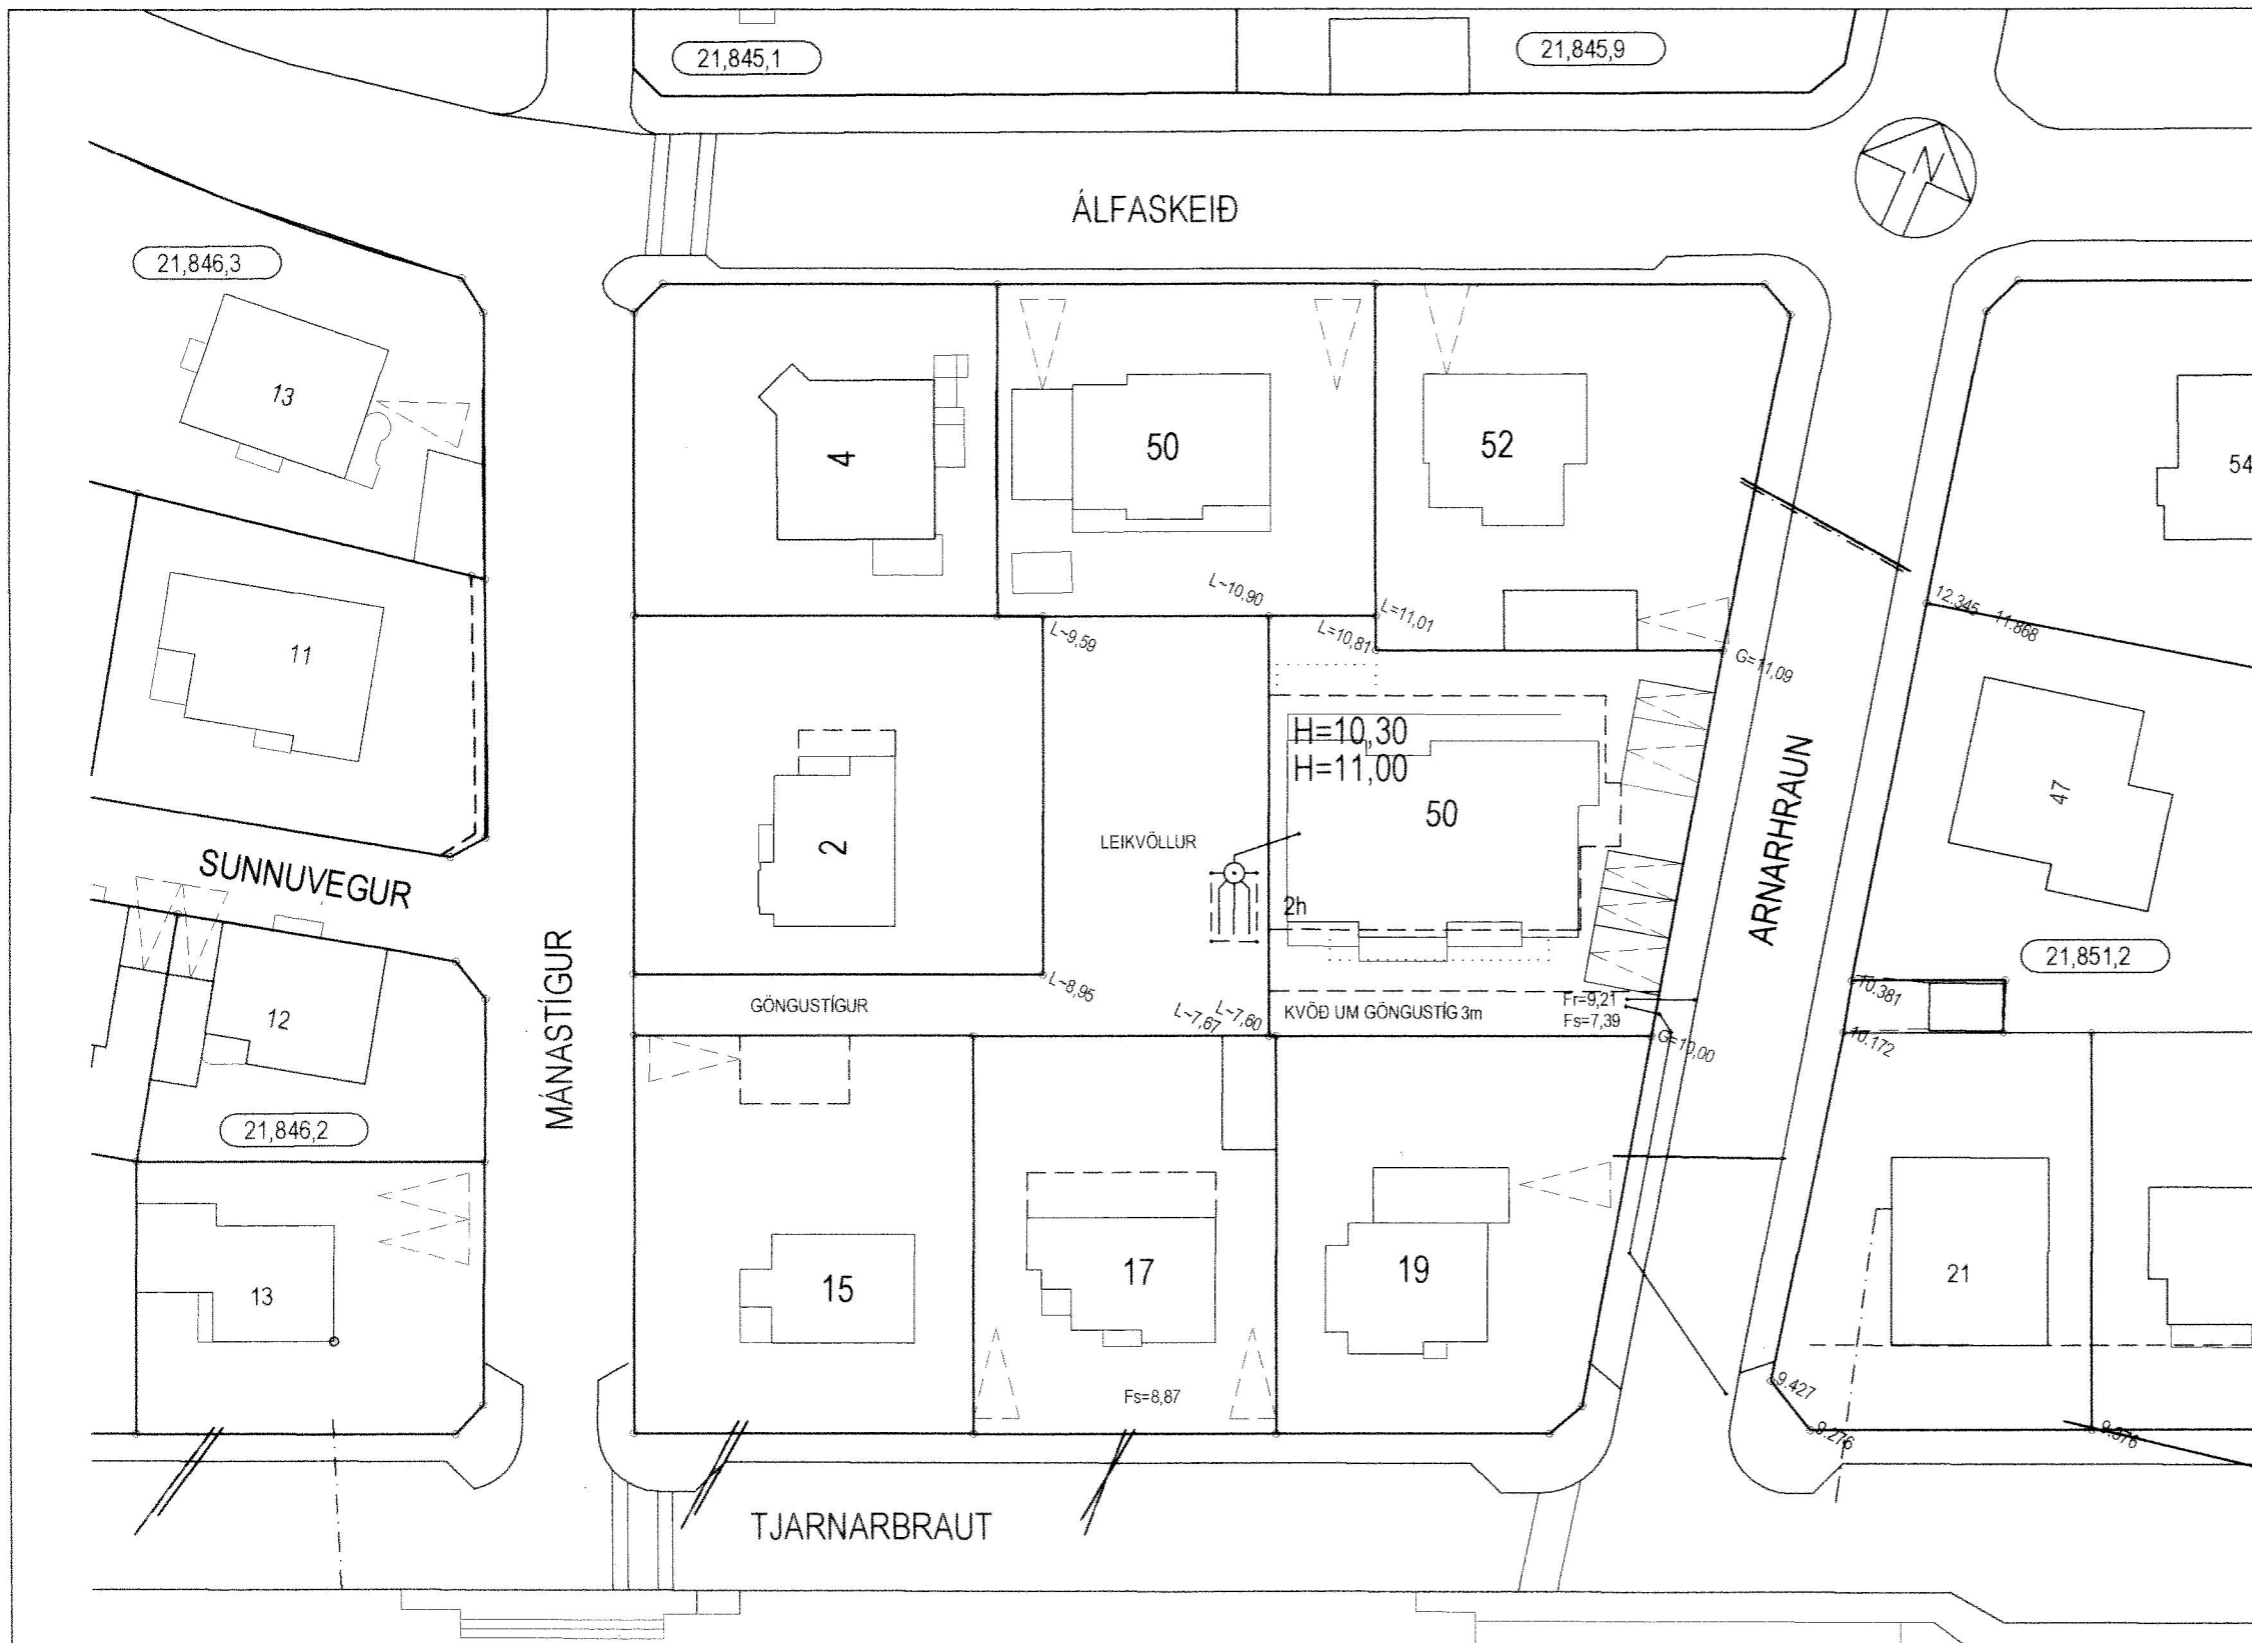 21,845,1
21,845,9
N
ÁLFASKEIÐ
21,846,3
13
4
50
52
54
L~10,90
L=11,01
L~9,59
L=10,81
G=11,09
12.345
11.868
11
H=10,30
H=11,00
50
47
ARNARHRAUN
LEIKVÖLLUR
2
SUNNUVEGUR
2h
MÁNASTÍGUR
21,851,2
L~8,95
GÖNGUSTÍGUR
L~7,67
L~7,60
KVÖÐ UM GÖNGUSTÍG 3m
Fr=9,21
Fs=7,39
G=10,00
10.381
10.172
12
21,846,2
13
15
17
19
21
Fs=8,87
9.427
9.276
9.376
TJARNARBRAUT